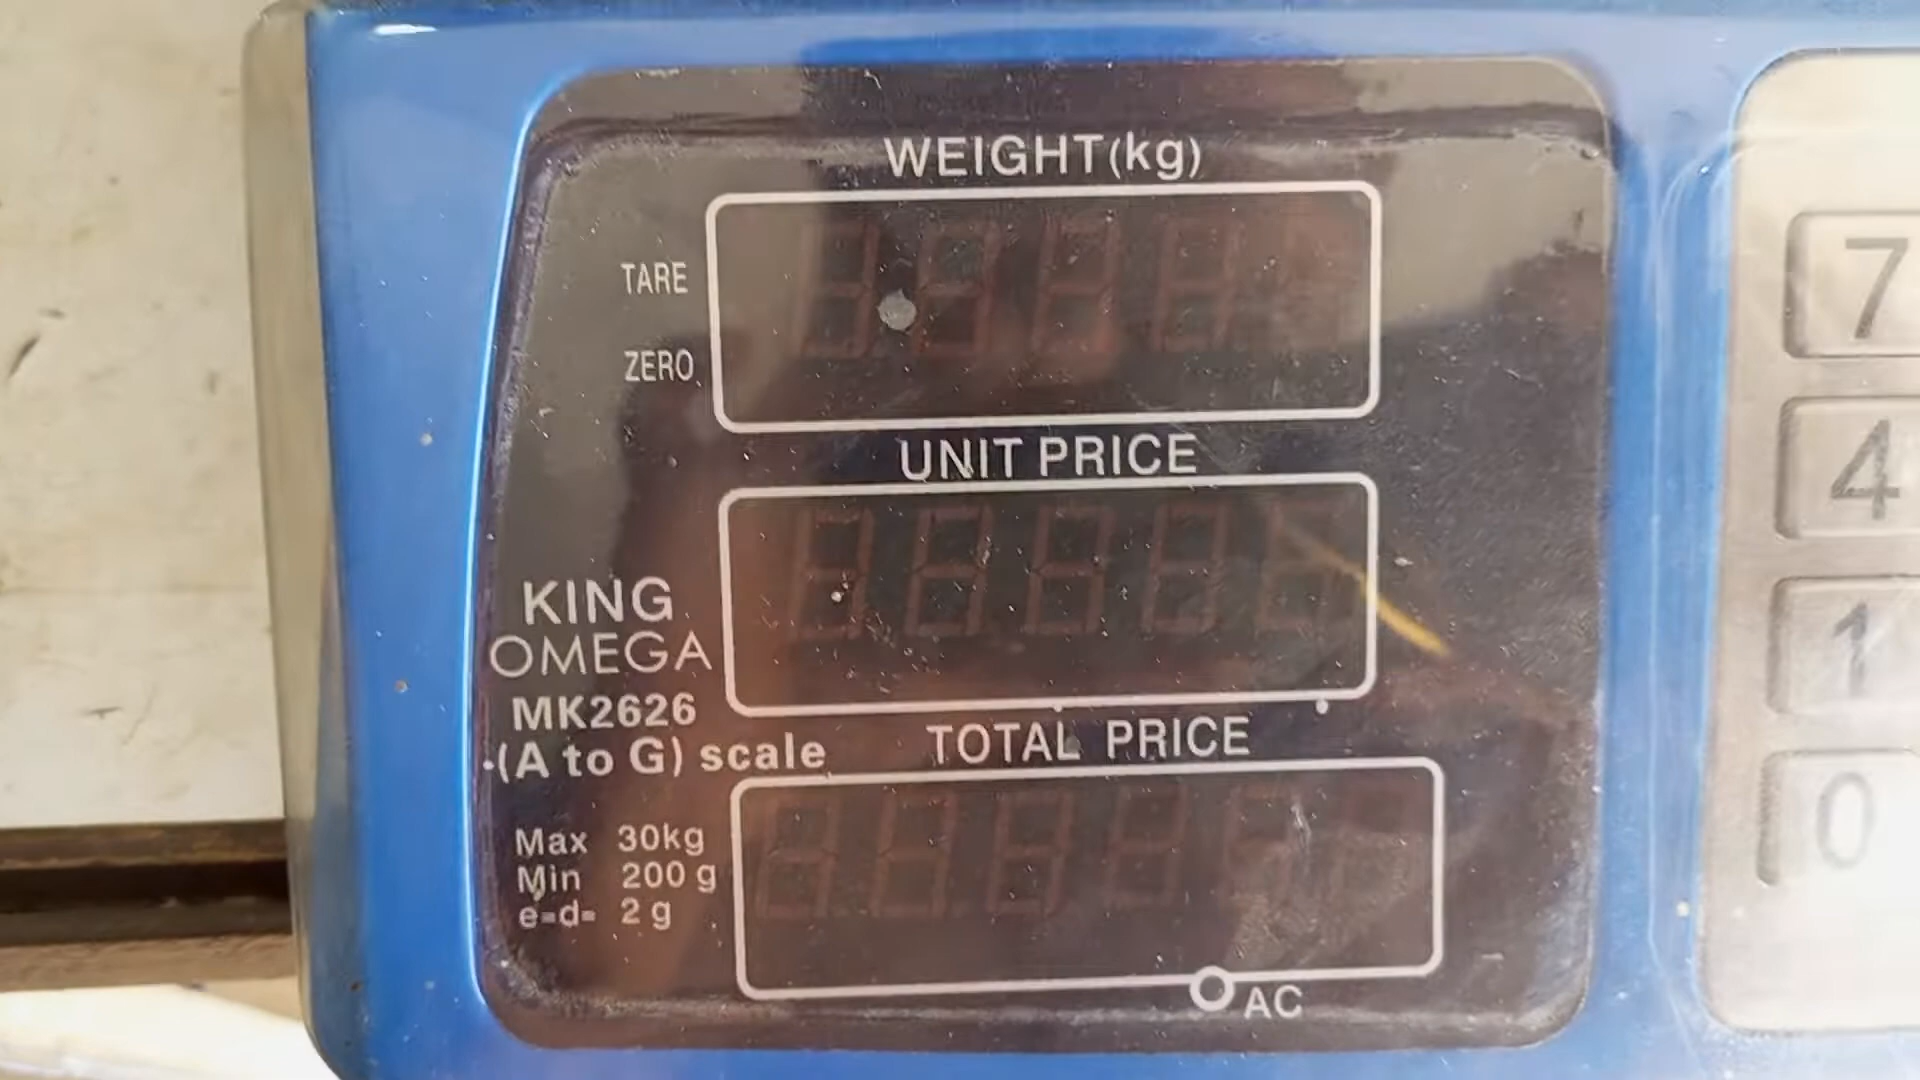 WEIGHT(kg)
TARE
ZERO
UNIT PRICE
KING
OMEGA
MK2626
(A to G) scale
TOTAL PRICE
Max 30kg
Min 200 g
e=d= 2 g
AC
7
4
1
0